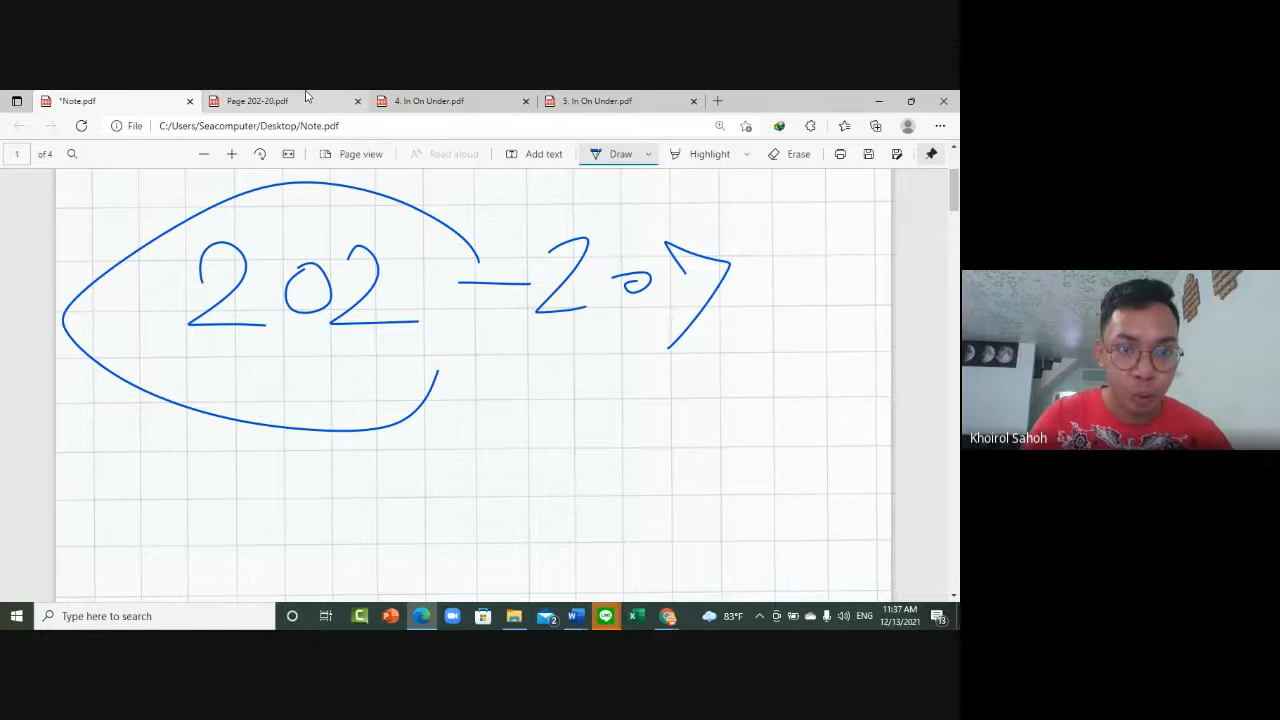 *Note.pdf
Page 202-20.pdf
4. In On Under.pdf
5. In On Under.pdf
File
C:/Users/Seacomputer/Desktop/Note.pdf
1
of 4
Page view
Read aloud
Add text
Draw
Highlight
Erase
202 - 207
Khoirol Sahoh
Type here to search
2
83°F
ENG
11:37 AM
12/13/2021
13